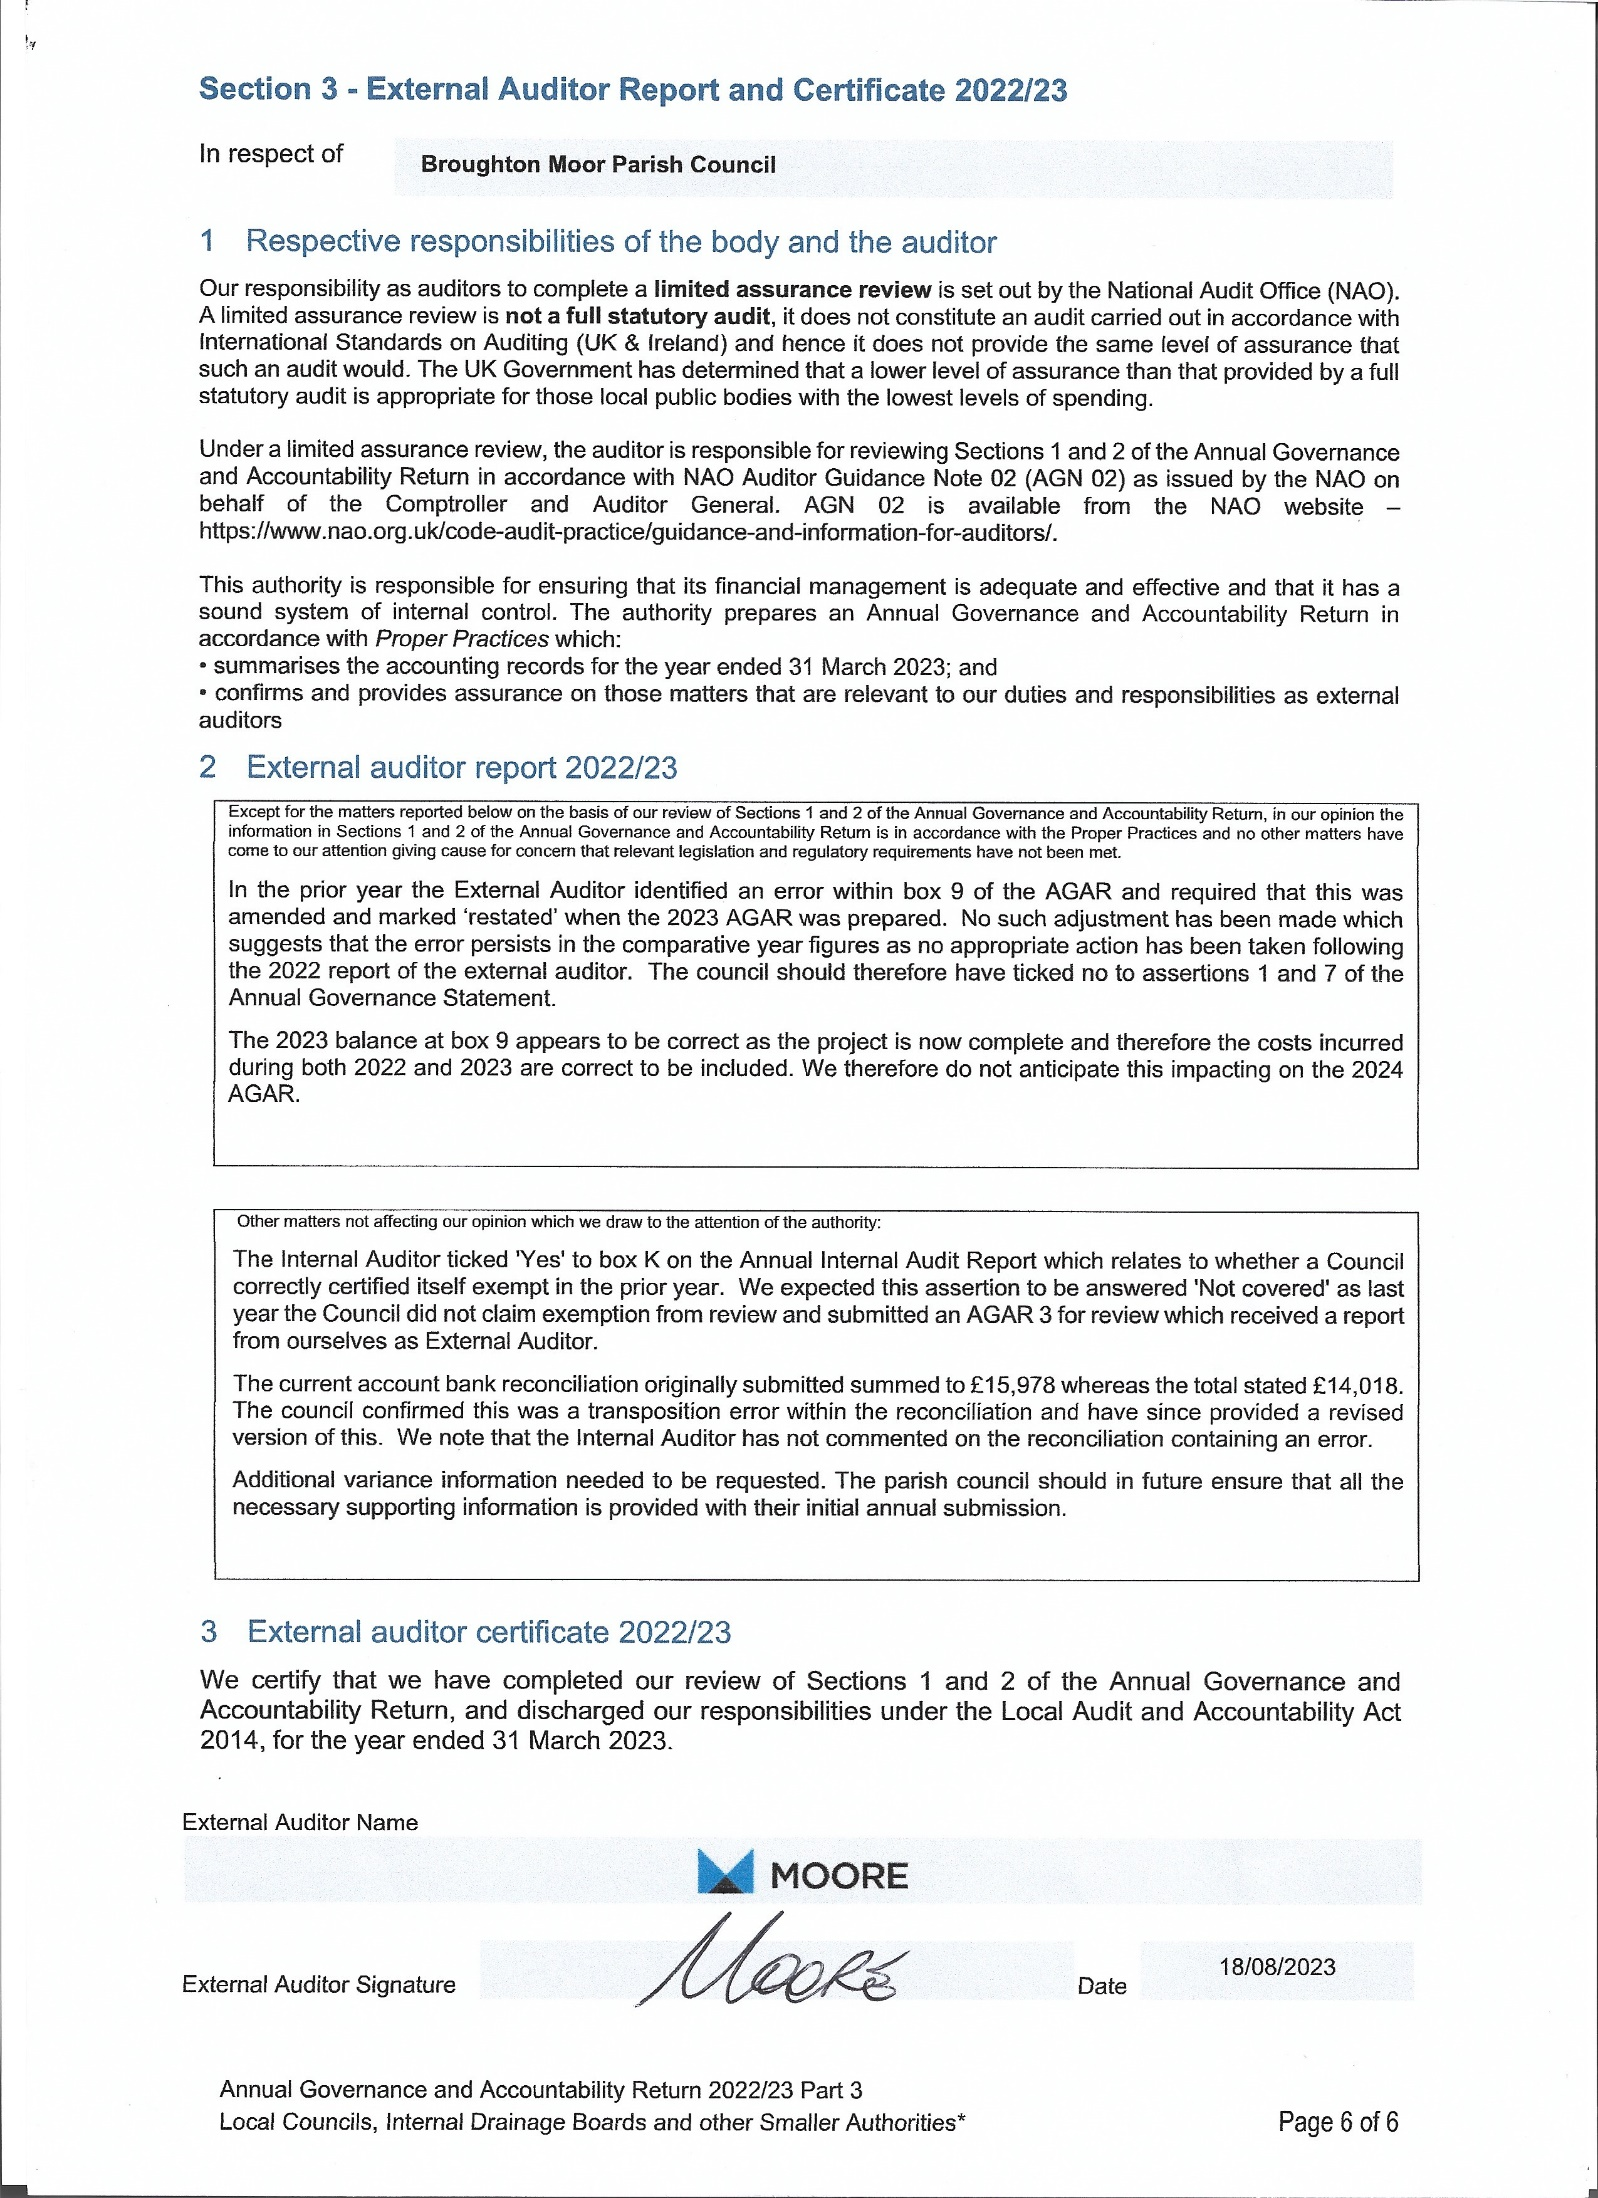 Section 3 - External Auditor Report and Certificate 2022/23
In respect of
Broughton Moor Parish Council
1 Respective responsibilities of the body and the auditor
Our responsibility as auditors to complete a limited assurance review is set out by the National Audit Office (NAO).
A limited assurance review is not a full statutory audit, it does not constitute an audit carried out in accordance with
International Standards on Auditing (UK & Ireland) and hence it does not provide the same level of assurance that
such an audit would. The UK Government has determined that a lower level of assurance than that provided by a full
statutory audit is appropriate for those local public bodies with the lowest levels of spending.
Under a limited assurance review, the auditor is responsible for reviewing Sections 1 and 2 of the Annual Governance
and Accountability Return in accordance with NAO Auditor Guidance Note 02 (AGN 02) as issued by the NAO on
behalf of the Comptroller and Auditor General. AGN 02 is available from the NAO website –
https://www.nao.org.uk/code-audit-practice/guidance-and-information-for-auditors/.
This authority is responsible for ensuring that its financial management is adequate and effective and that it has a
sound system of internal control. The authority prepares an Annual Governance and Accountability Return in
accordance with Proper Practices which:
• summarises the accounting records for the year ended 31 March 2023; and
• confirms and provides assurance on those matters that are relevant to our duties and responsibilities as external
auditors
2 External auditor report 2022/23
Except for the matters reported below on the basis of our review of Sections 1 and 2 of the Annual Governance and Accountability Return, in our opinion the
information in Sections 1 and 2 of the Annual Governance and Accountability Return is in accordance with the Proper Practices and no other matters have
come to our attention giving cause for concern that relevant legislation and regulatory requirements have not been met.
In the prior year the External Auditor identified an error within box 9 of the AGAR and required that this was
amended and marked ‘restated’ when the 2023 AGAR was prepared. No such adjustment has been made which
suggests that the error persists in the comparative year figures as no appropriate action has been taken following
the 2022 report of the external auditor. The council should therefore have ticked no to assertions 1 and 7 of the
Annual Governance Statement.
The 2023 balance at box 9 appears to be correct as the project is now complete and therefore the costs incurred
during both 2022 and 2023 are correct to be included. We therefore do not anticipate this impacting on the 2024
AGAR.
Other matters not affecting our opinion which we draw to the attention of the authority:
The Internal Auditor ticked 'Yes' to box K on the Annual Internal Audit Report which relates to whether a Council
correctly certified itself exempt in the prior year. We expected this assertion to be answered 'Not covered' as last
year the Council did not claim exemption from review and submitted an AGAR 3 for review which received a report
from ourselves as External Auditor.
The current account bank reconciliation originally submitted summed to £15,978 whereas the total stated £14,018.
The council confirmed this was a transposition error within the reconciliation and have since provided a revised
version of this. We note that the Internal Auditor has not commented on the reconciliation containing an error.
Additional variance information needed to be requested. The parish council should in future ensure that all the
necessary supporting information is provided with their initial annual submission.
3 External auditor certificate 2022/23
We certify that we have completed our review of Sections 1 and 2 of the Annual Governance and
Accountability Return, and discharged our responsibilities under the Local Audit and Accountability Act
2014, for the year ended 31 March 2023.
External Auditor Name
MOORE
External Auditor Signature
Moore
Date
18/08/2023
Annual Governance and Accountability Return 2022/23 Part 3
Local Councils, Internal Drainage Boards and other Smaller Authorities*
Page 6 of 6